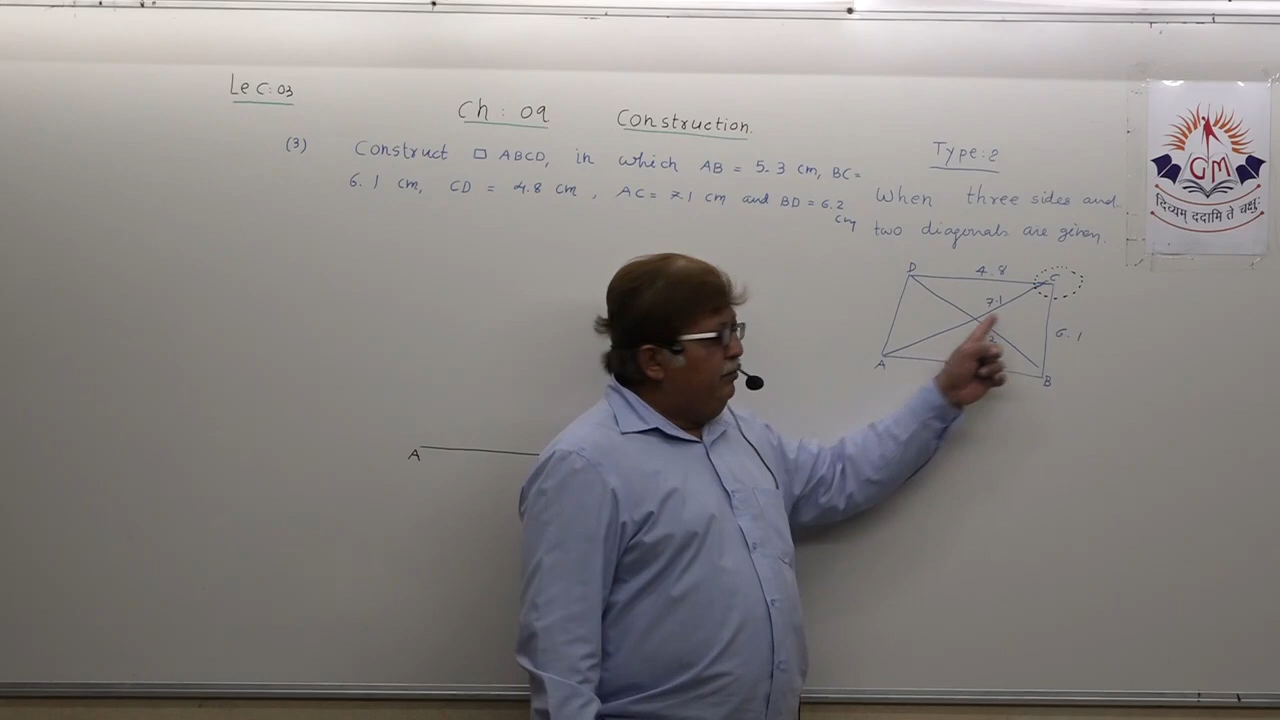 Lec: 03
Ch: 09 Construction.
(3) Construct □ ABCD, in which AB = 5.3 cm, BC =
6.1 cm, CD = 4.8 cm, AC = 7.1 cm and BD = 6.2
cm
Type: 2
When three sides and
two diagonals are given.
D 4.8 C
7.1
6.1
A
B
A
GM
दिव्यम् ददामि ते चक्षुः